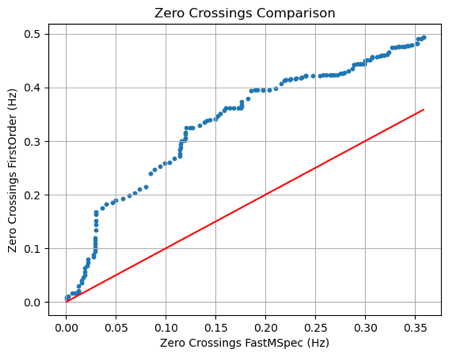 Zero Crossings Comparison
Zero Crossings FirstOrder (Hz)
0.5
0.4
0.3
0.2
0.1
0.0
0.00 0.05 0.10 0.15 0.20 0.25 0.30 0.35
Zero Crossings FastMSpec (Hz)